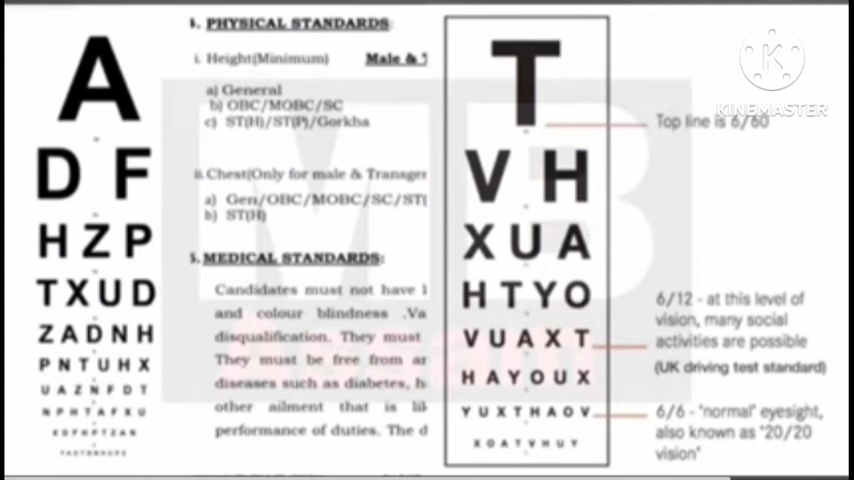 A
D F
H Z P
T X U D
Z A D N H
P N T U H X
U A Z N F D T
N P H T A F X U
PHYSICAL STANDARDS:
i. Height(Minimum) Male & T
a) General
b) OBC/MOBC/SC
c) ST(H)/ST(P)/Gorkha
ii. Chest(Only for male & Transger
a) Gen/OBC/MOBC/SC/ST(
b) ST(H)
5. MEDICAL STANDARDS:
Candidates must not have
and colour blindness .Va
disqualification. They must
They must be free from an
diseases such as diabetes, h
other ailment that is lik
performance of duties. The d
T
V H
X U A
H T Y O
V U A X T
H A Y O U X
Y U X T H A O V
X O A T V H U Y
K
KINEMASTER
Top line is 6/60
6/12 - at this level of
vision, many social
activities are possible
(UK driving test standard)
6/6 - 'normal' eyesight,
also known as '20/20
vision'
MB